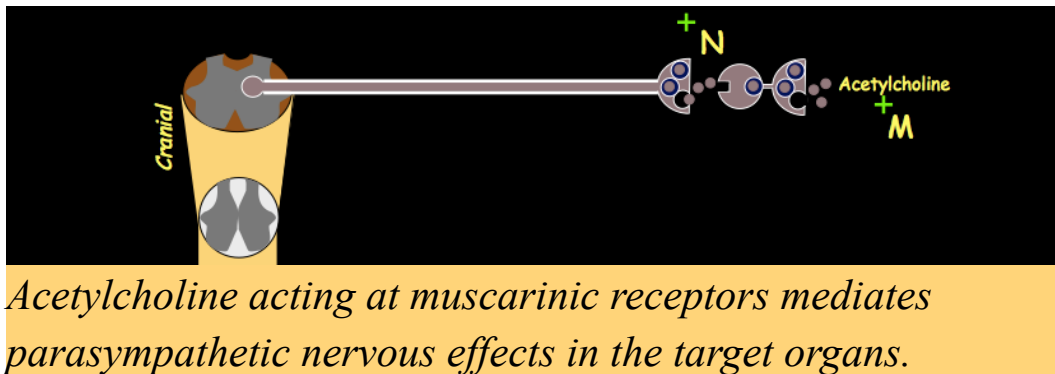 +
N
Acetylcholine
+
M
Cranial
Acetylcholine acting at muscarinic receptors mediates
parasympathetic nervous effects in the target organs.